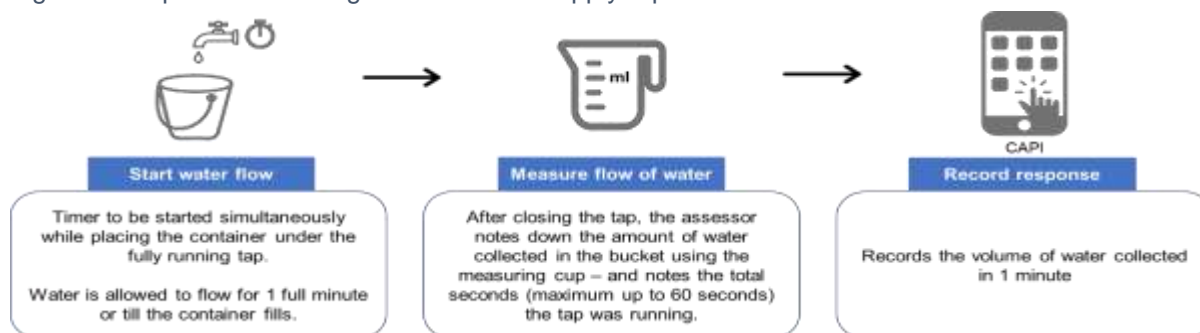 ml
CAPI
Start water flow
Timer to be started simultaneously
while placing the container under the
fully running tap.
Water is allowed to flow for 1 full minute
or till the container fills.
Measure flow of water
After closing the tap, the assessor
notes down the amount of water
collected in the bucket using the
measuring cup – and notes the total
seconds (maximum up to 60 seconds)
the tap was running.
Record response
Records the volume of water collected
in 1 minute